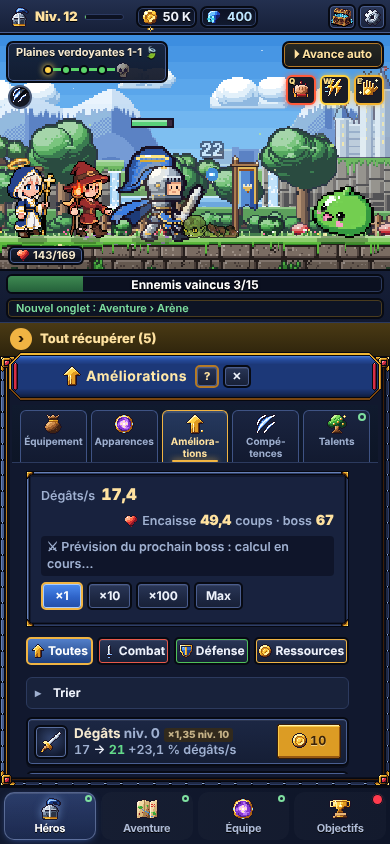 Niv. 12
50 K
400
Plaines verdoyantes 1-1
Avance auto
Q
W
E
22
143/169
Ennemis vaincus 3/15
Nouvel onglet : Aventure › Arène
Tout récupérer (5)
Améliorations
?
×
Équipement
Apparences
Améliora-
tions
Compé-
tences
Talents
Dégâts/s 17,4
Encaisse 49,4 coups · boss 67
⚔ Prévision du prochain boss : calcul en
cours...
×1
×10
×100
Max
Toutes
Combat
Défense
Ressources
▸ Trier
Dégâts niv. 0 ×1,35 niv. 10
17 → 21 +23,1 % dégâts/s
10
Héros
Aventure
Équipe
Objectifs